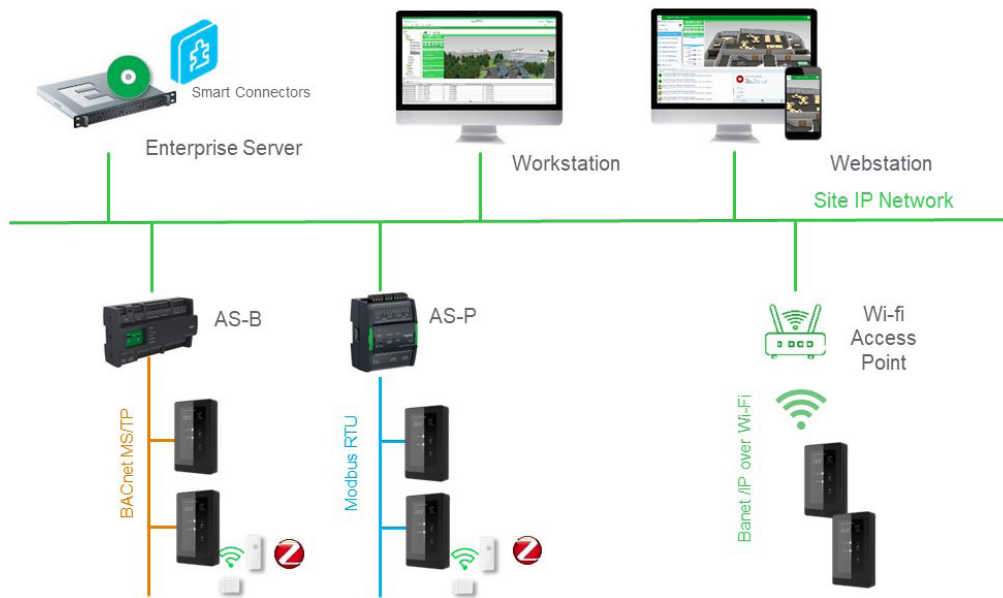 Smart Connectors
Enterprise Server
Workstation
Webstation
Site IP Network
AS-B
AS-P
Wi-fi
Access
Point
BACnet MS/TP
Modbus RTU
Banet /IP over Wi-Fi
Z
Z